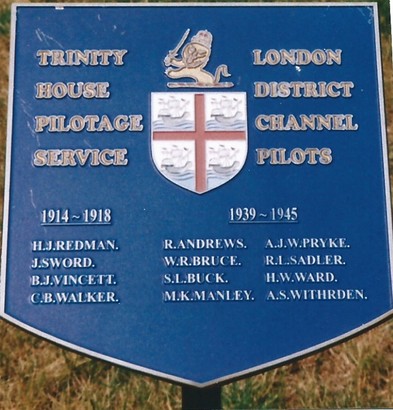 TRINITY LONDON
HOUSE DISTRICT
PILOTAGE CHANNEL
SERVICE PILOTS
1914 ~ 1918 1939 ~ 1945
H.J.REDMAN. R.ANDREWS. A.J.W.PRYKE.
J.SWORD. W.R.BRUCE. R.L.SADLER.
B.J.VINCETT. S.L.BUCK. H.W.WARD.
C.B.WALKER. M.K.MANLEY. A.S.WITHRDEN.